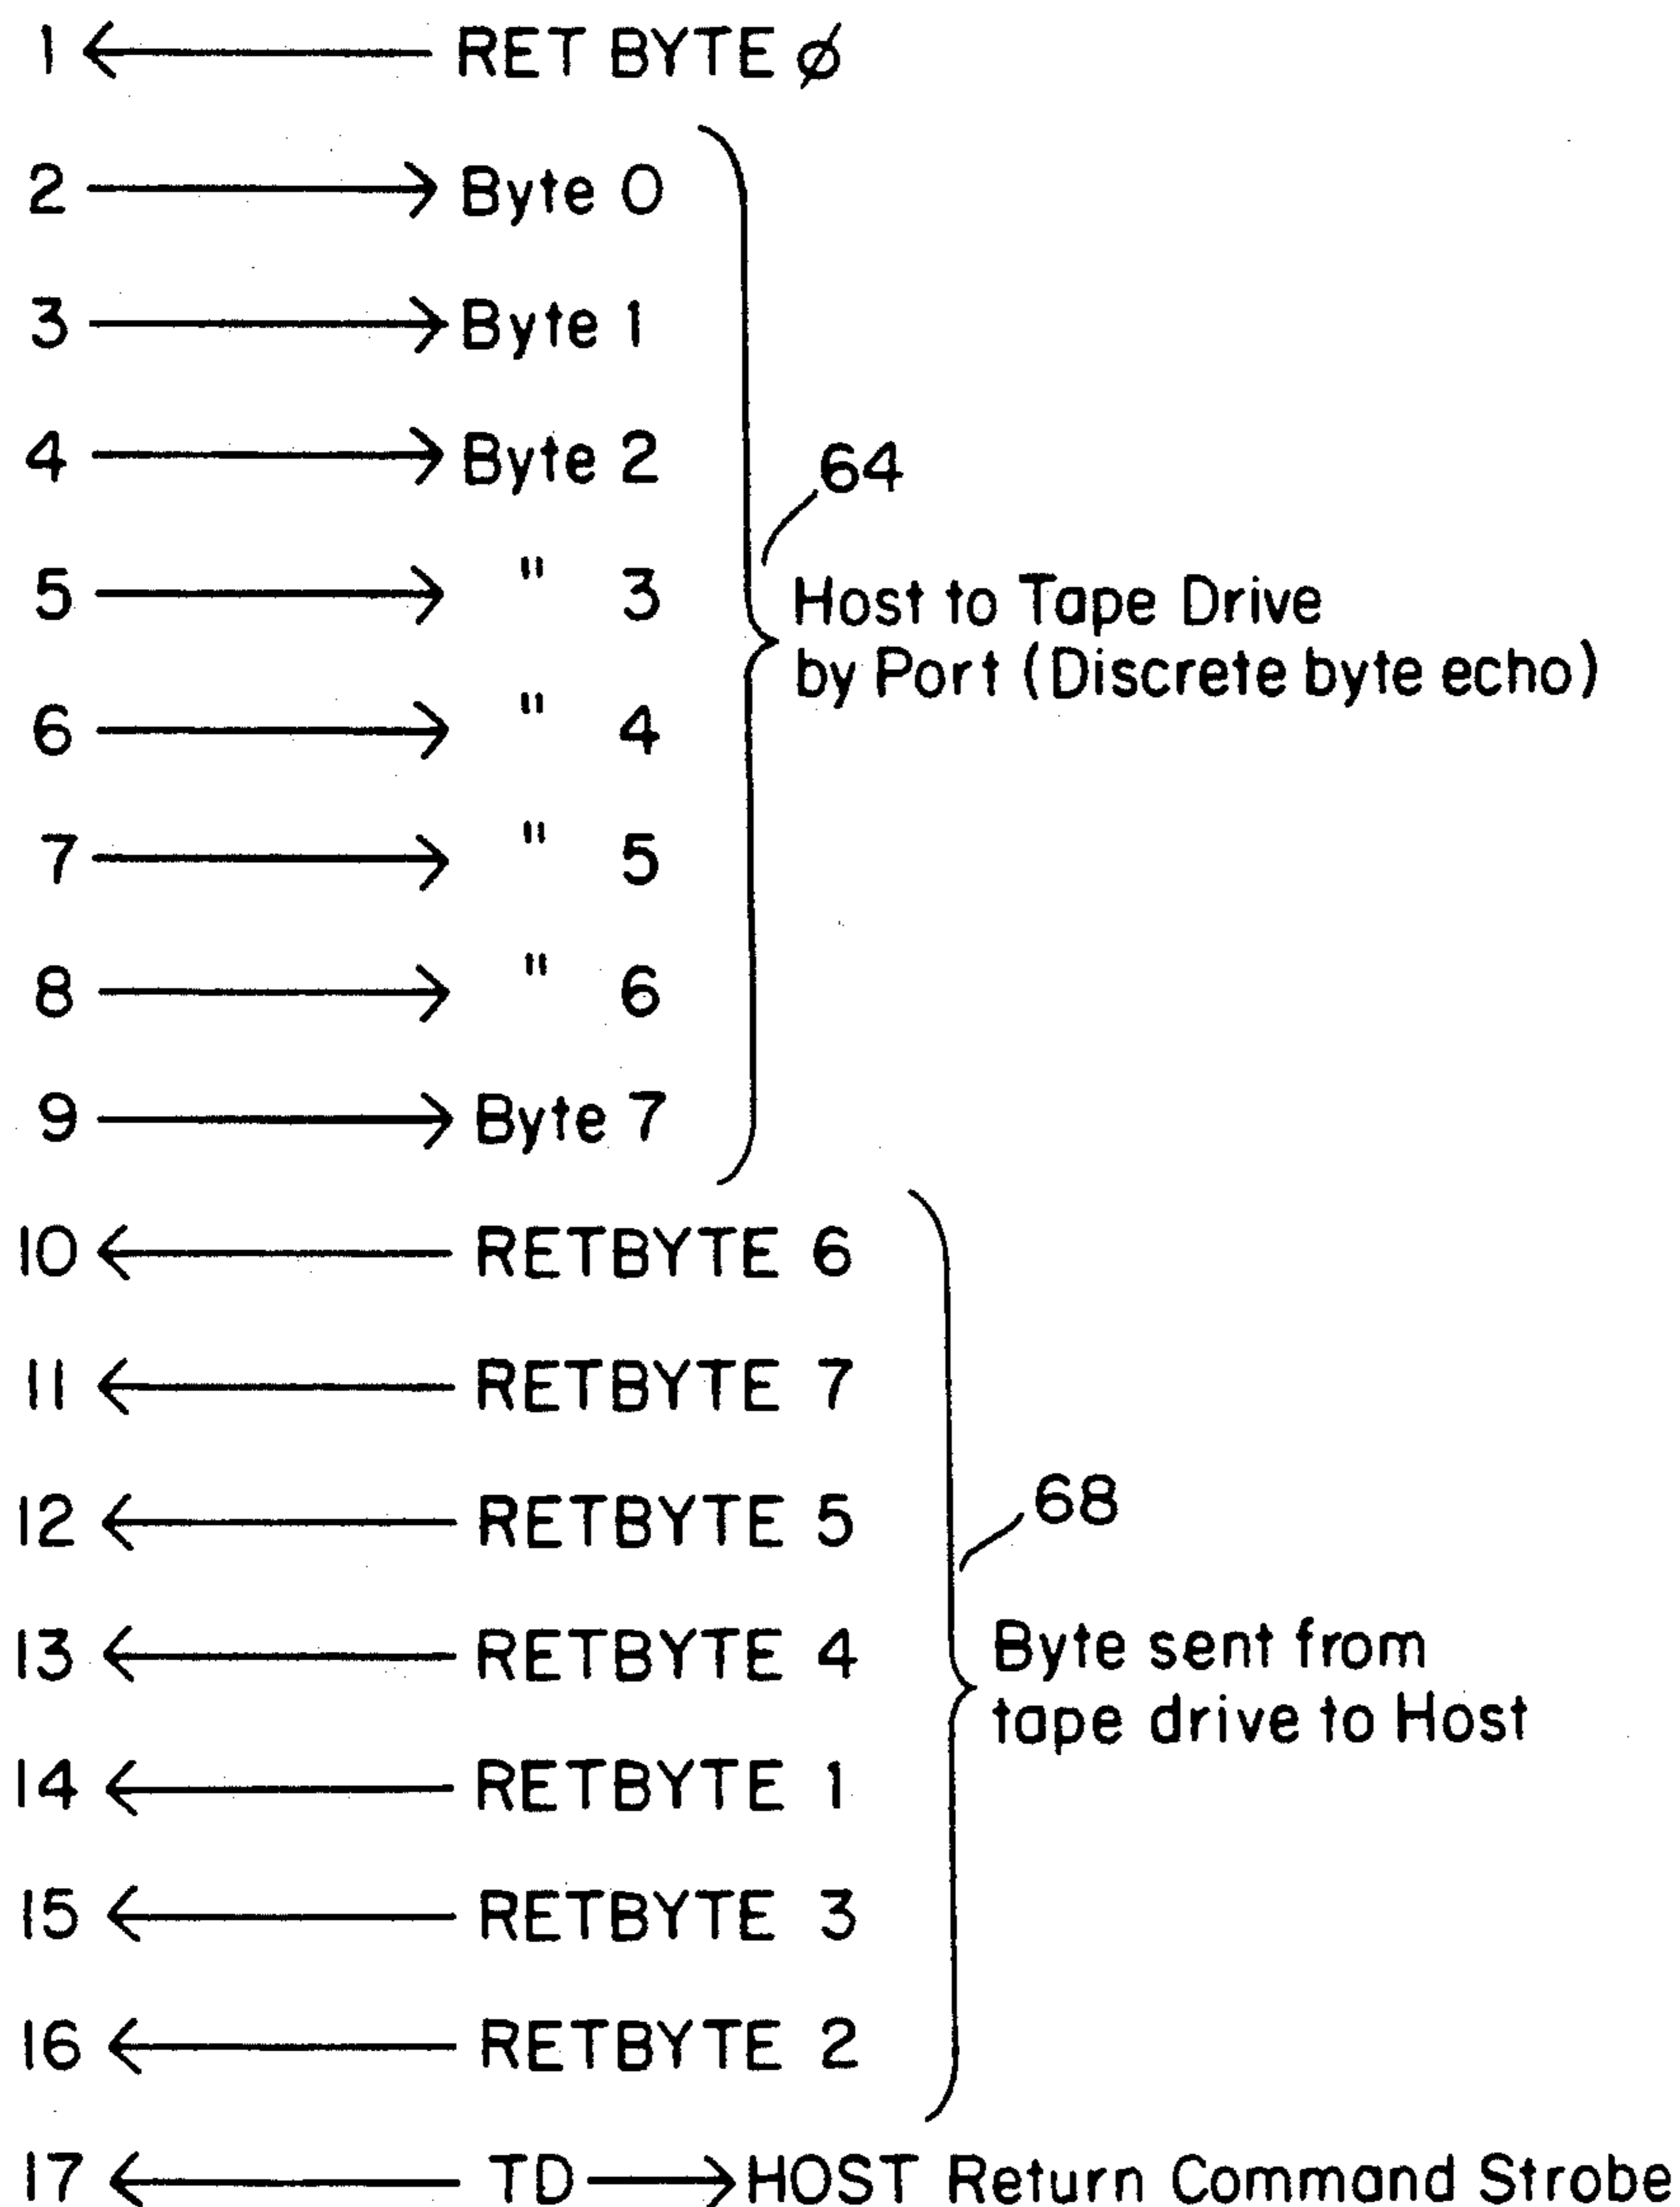 1 ← RET BYTE ∅
2 → Byte 0
3 → Byte 1
4 → Byte 2
64
5 → " 3
Host to Tape Drive
by Port (Discrete byte echo)
6 → " 4
7 → " 5
8 → " 6
9 → Byte 7
10 ← RETBYTE 6
11 ← RETBYTE 7
12 ← RETBYTE 5
68
13 ← RETBYTE 4
Byte sent from
tape drive to Host
14 ← RETBYTE 1
15 ← RETBYTE 3
16 ← RETBYTE 2
17 ← TD → HOST Return Command Strobe